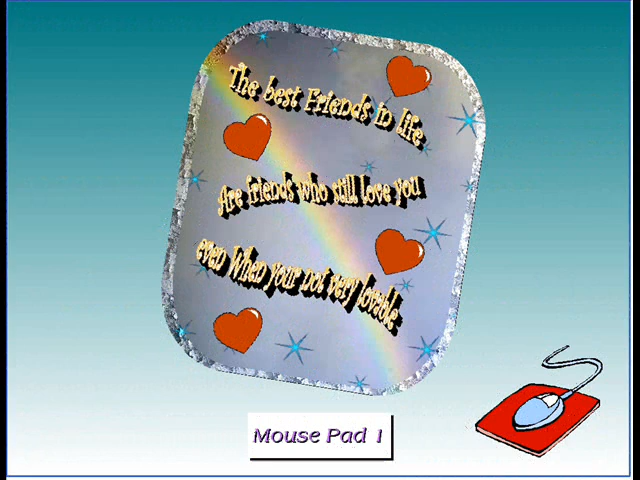 The best Friends in life
Are friends who still love you
even When your not very lovable
Mouse Pad 1